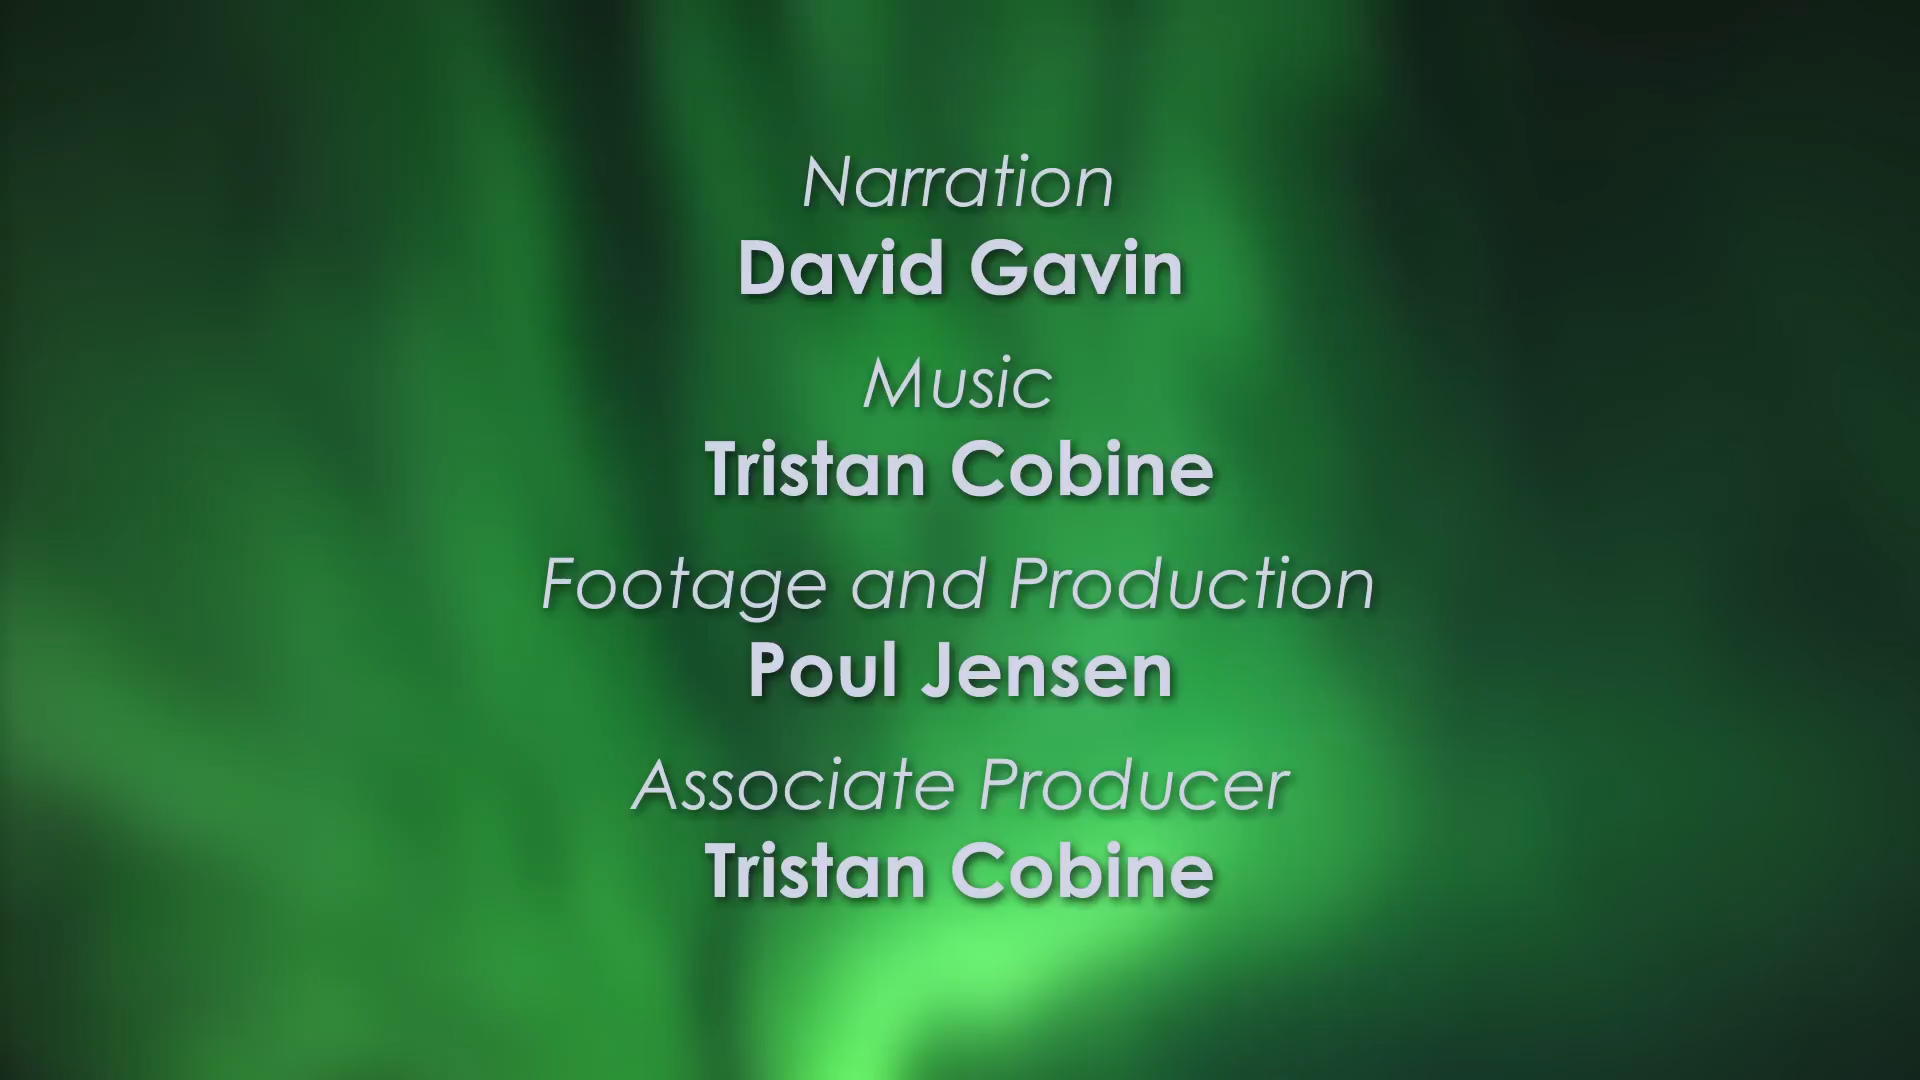 Narration
David Gavin
Music
Tristan Cobine
Footage and Production
Poul Jensen
Associate Producer
Tristan Cobine